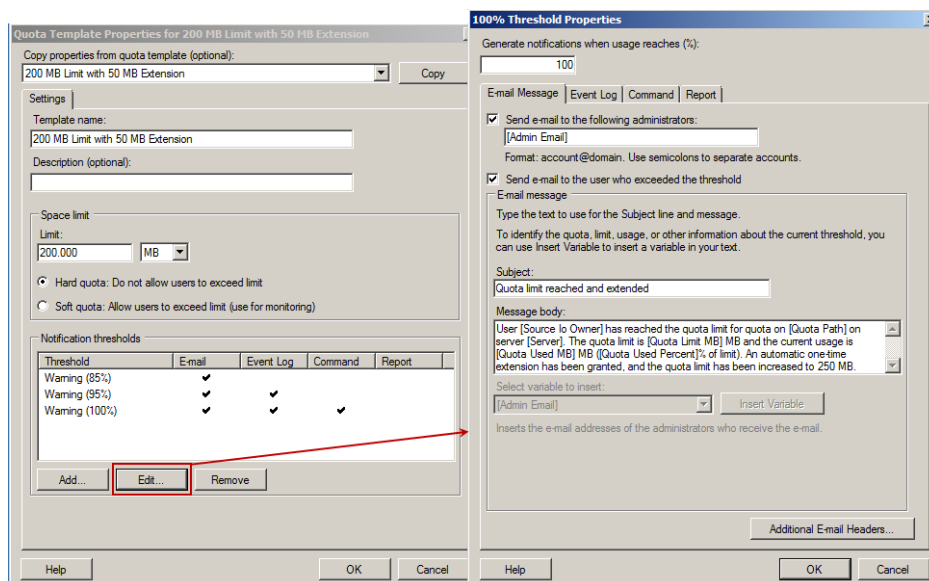 Quota Template Properties for 200 MB Limit with 50 MB Extension
Copy properties from quota template (optional):
200 MB Limit with 50 MB Extension
Copy
Settings
Template name:
200 MB Limit with 50 MB Extension
Description (optional):
Space limit
Limit:
200.000
MB
Hard quota: Do not allow users to exceed limit
Soft quota: Allow users to exceed limit (use for monitoring)
Notification thresholds
Threshold E-mail Event Log Command Report
Warning (85%)
Warning (95%)
Warning (100%)
Add... Edit... Remove
Help OK Cancel
100% Threshold Properties
Generate notifications when usage reaches (%):
100
E-mail Message Event Log Command Report
Send e-mail to the following administrators:
[Admin Email]
Format: account@domain. Use semicolons to separate accounts.
Send e-mail to the user who exceeded the threshold
E-mail message
Type the text to use for the Subject line and message.
To identify the quota, limit, usage, or other information about the current threshold, you
can use Insert Variable to insert a variable in your text.
Subject:
Quota limit reached and extended
Message body:
User [Source Io Owner] has reached the quota limit for quota on [Quota Path] on
server [Server]. The quota limit is [Quota Limit MB] MB and the current usage is
[Quota Used MB] MB ([Quota Used Percent]% of limit). An automatic one-time
extension has been granted, and the quota limit has been increased to 250 MB.
Select variable to insert:
[Admin Email]
Insert Variable
Inserts the e-mail addresses of the administrators who receive the e-mail.
Additional E-mail Headers...
Help OK Cancel